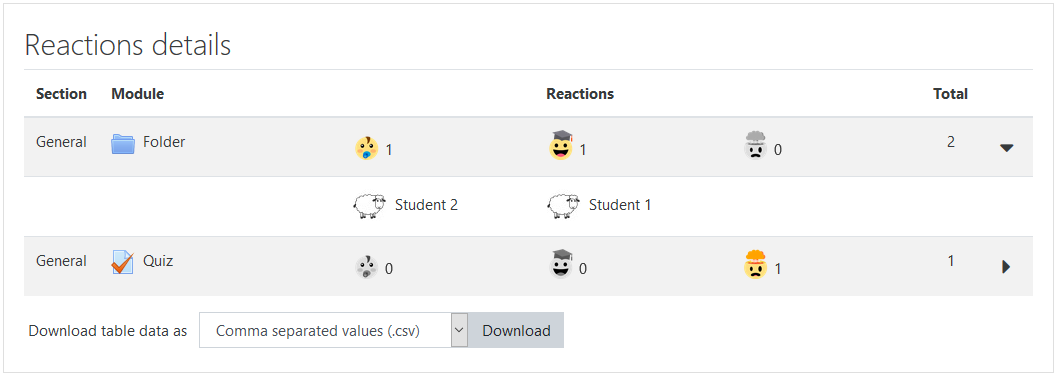 Reactions details
Section Module Reactions Total
General Folder 1 1 0 2
Student 2 Student 1
General Quiz 0 0 1 1
Download table data as Comma separated values (.csv) Download